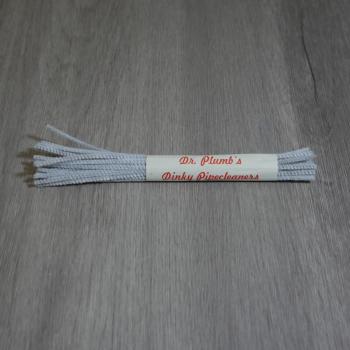 Dr. Plumb's
Dinky Pipecleaners